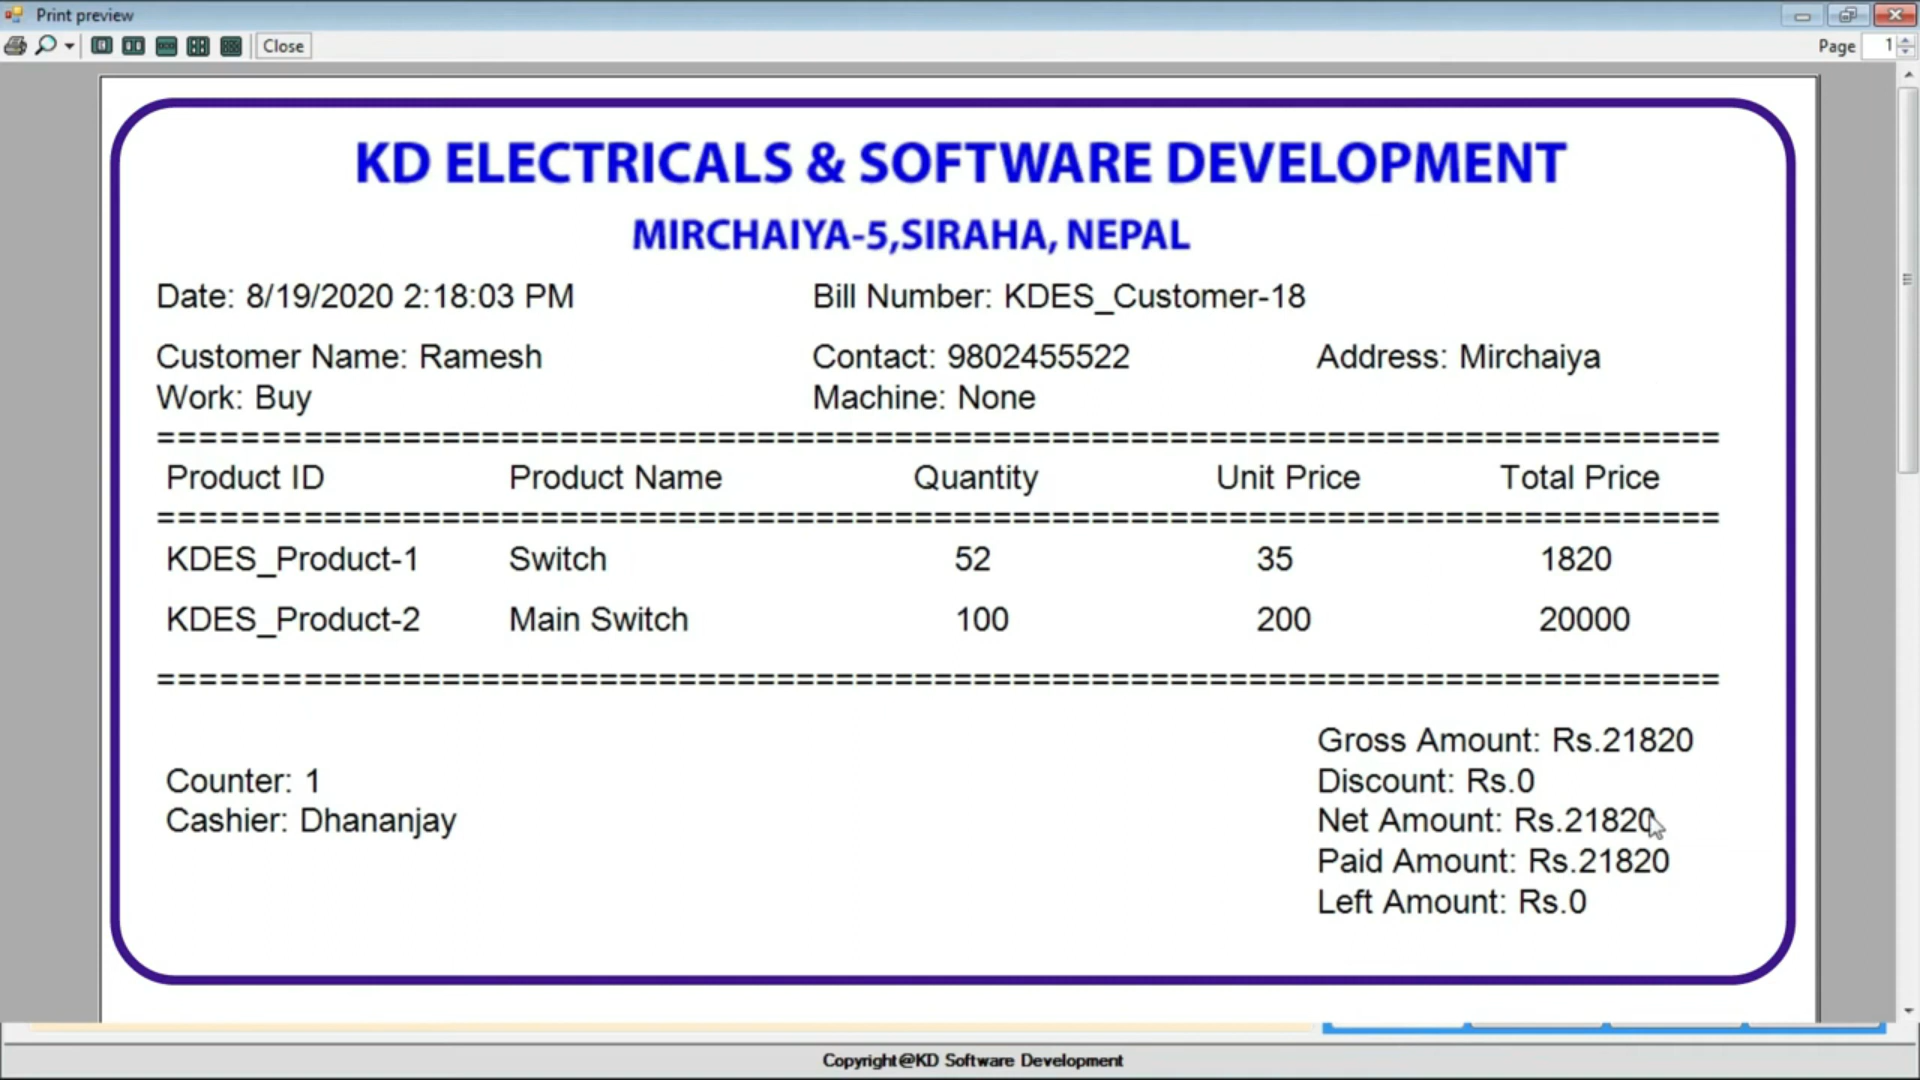 Print preview
Close
Page 1
KD ELECTRICALS & SOFTWARE DEVELOPMENT
MIRCHAIYA-5,SIRAHA, NEPAL
Date: 8/19/2020 2:18:03 PM Bill Number: KDES_Customer-18
Customer Name: Ramesh Contact: 9802455522 Address: Mirchaiya
Work: Buy Machine: None
===========================================================================
Product ID Product Name Quantity Unit Price Total Price
===========================================================================
KDES_Product-1 Switch 52 35 1820
KDES_Product-2 Main Switch 100 200 20000
===========================================================================
Gross Amount: Rs.21820
Counter: 1 Discount: Rs.0
Cashier: Dhananjay Net Amount: Rs.21820
Paid Amount: Rs.21820
Left Amount: Rs.0
Copyright@KD Software Development